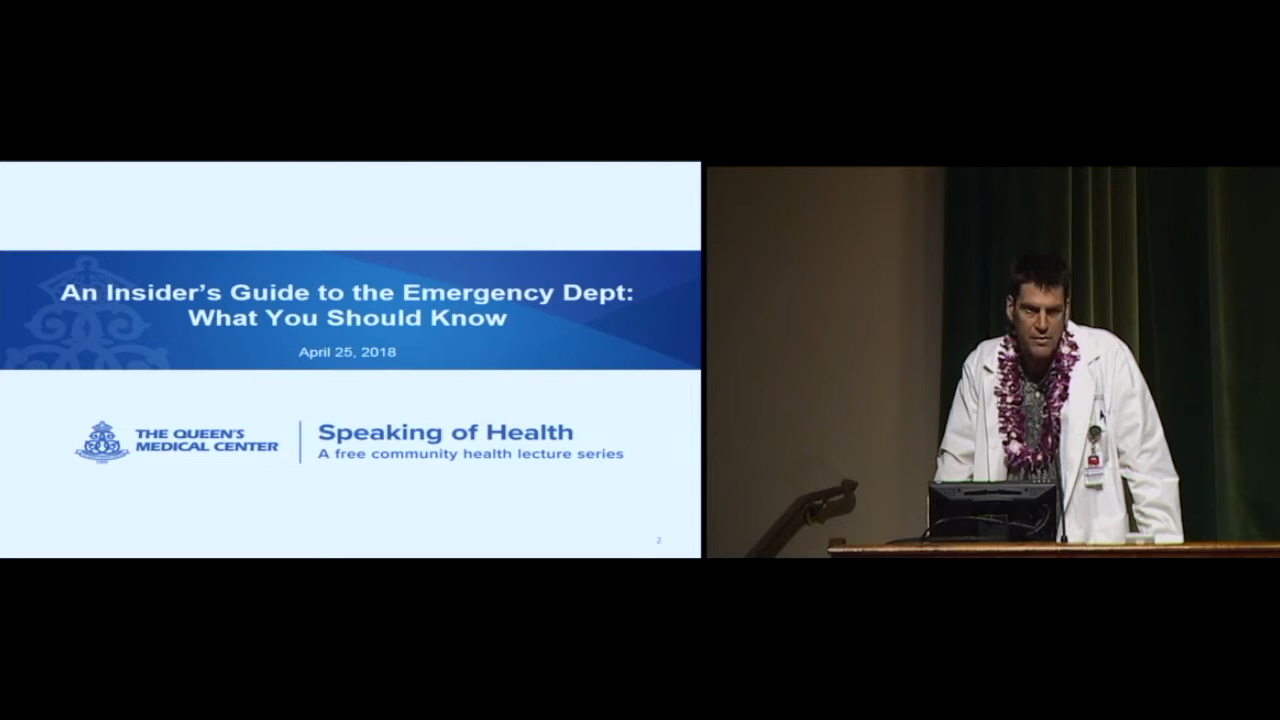 An Insider's Guide to the Emergency Dept:
What You Should Know
April 25, 2018
THE QUEEN'S
MEDICAL CENTER
Speaking of Health
A free community health lecture series
2